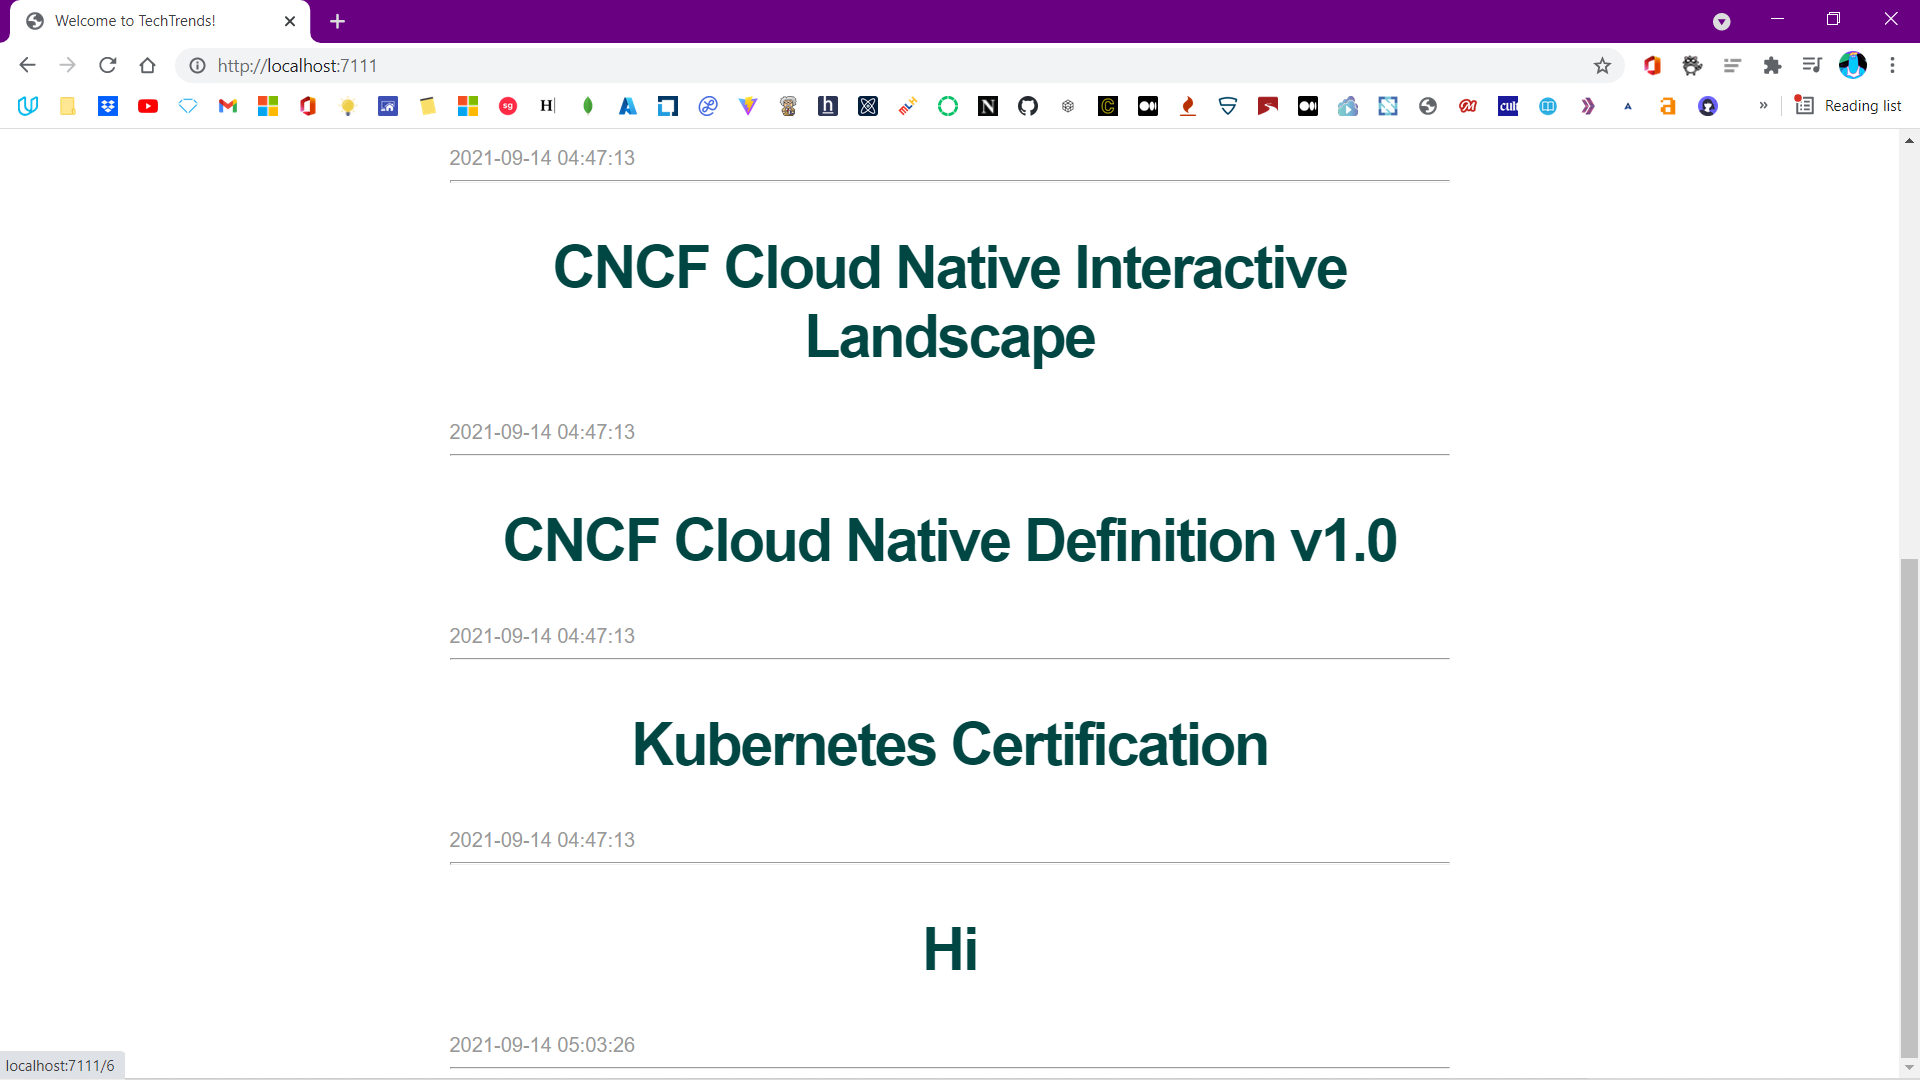 Welcome to TechTrends!
http://localhost:7111
sg
H
h
N
C
cult
a
»
Reading list
2021-09-14 04:47:13
CNCF Cloud Native Interactive
Landscape
2021-09-14 04:47:13
CNCF Cloud Native Definition v1.0
2021-09-14 04:47:13
Kubernetes Certification
2021-09-14 04:47:13
Hi
2021-09-14 05:03:26
localhost:7111/6